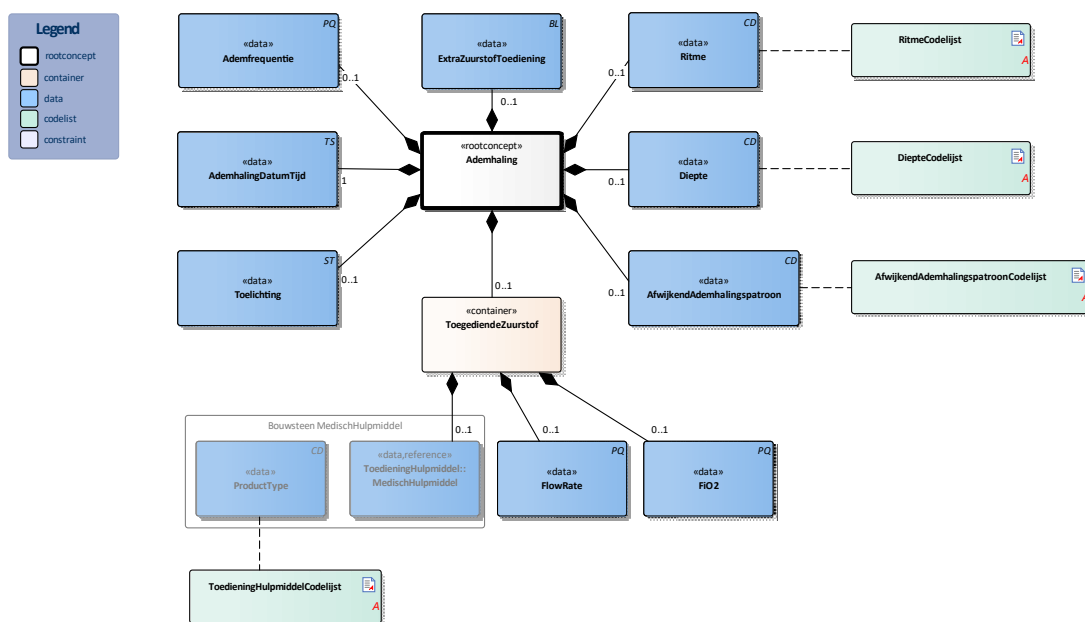 Legend
rootconcept
container
data
codelist
constraint
PQ
«data»
Ademfrequentie
0..1
BL
«data»
ExtraZuurstofToediening
0..1
CD
«data»
Ritme
0..1
RitmeCodelijst
A
TS
«data»
AdemhalingDatumTijd
1
«rootconcept»
Ademhaling
CD
«data»
Diepte
0..1
DiepteCodelijst
A
ST
«data»
Toelichting
0..1
0..1
CD
«data»
AfwijkendAdemhalingspatroon
0..1
AfwijkendAdemhalingspatroonCodelijst
A
«container»
ToegediendeZuurstof
Bouwsteen MedischHulpmiddel
0..1
0..1
0..1
CD
«data»
ProductType
«data,reference»
ToedieningHulpmiddel::
MedischHulpmiddel
PQ
«data»
FlowRate
PQ
«data»
FiO2
ToedieningHulpmiddelCodelijst
A